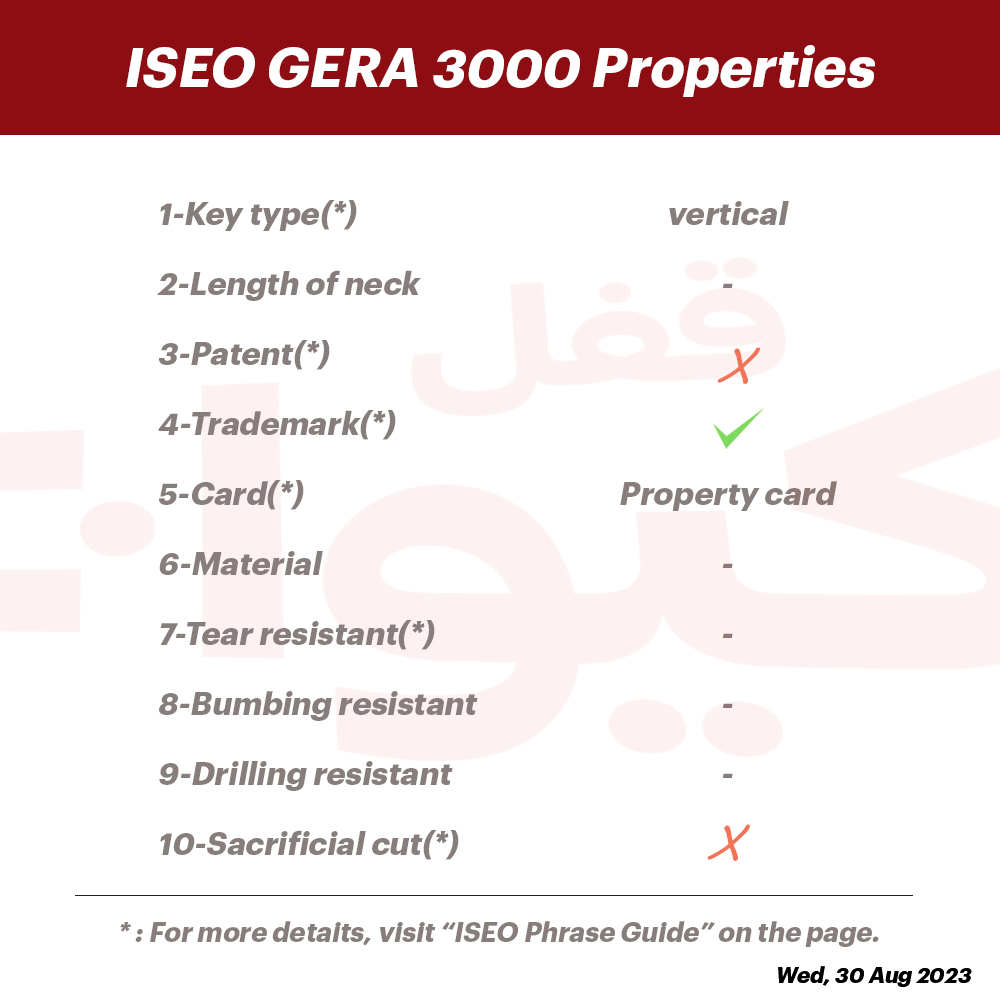 ISEO GERA 3000 Properties
1-Key type(*) vertical
2-Length of neck -
3-Patent(*) ✗
4-Trademark(*) ✓
5-Card(*) Property card
6-Material -
7-Tear resistant(*) -
8-Bumbing resistant -
9-Drilling resistant -
10-Sacrificial cut(*) ✗
قفل
کیوان
* : For more detaits, visit “ISEO Phrase Guide” on the page.
Wed, 30 Aug 2023